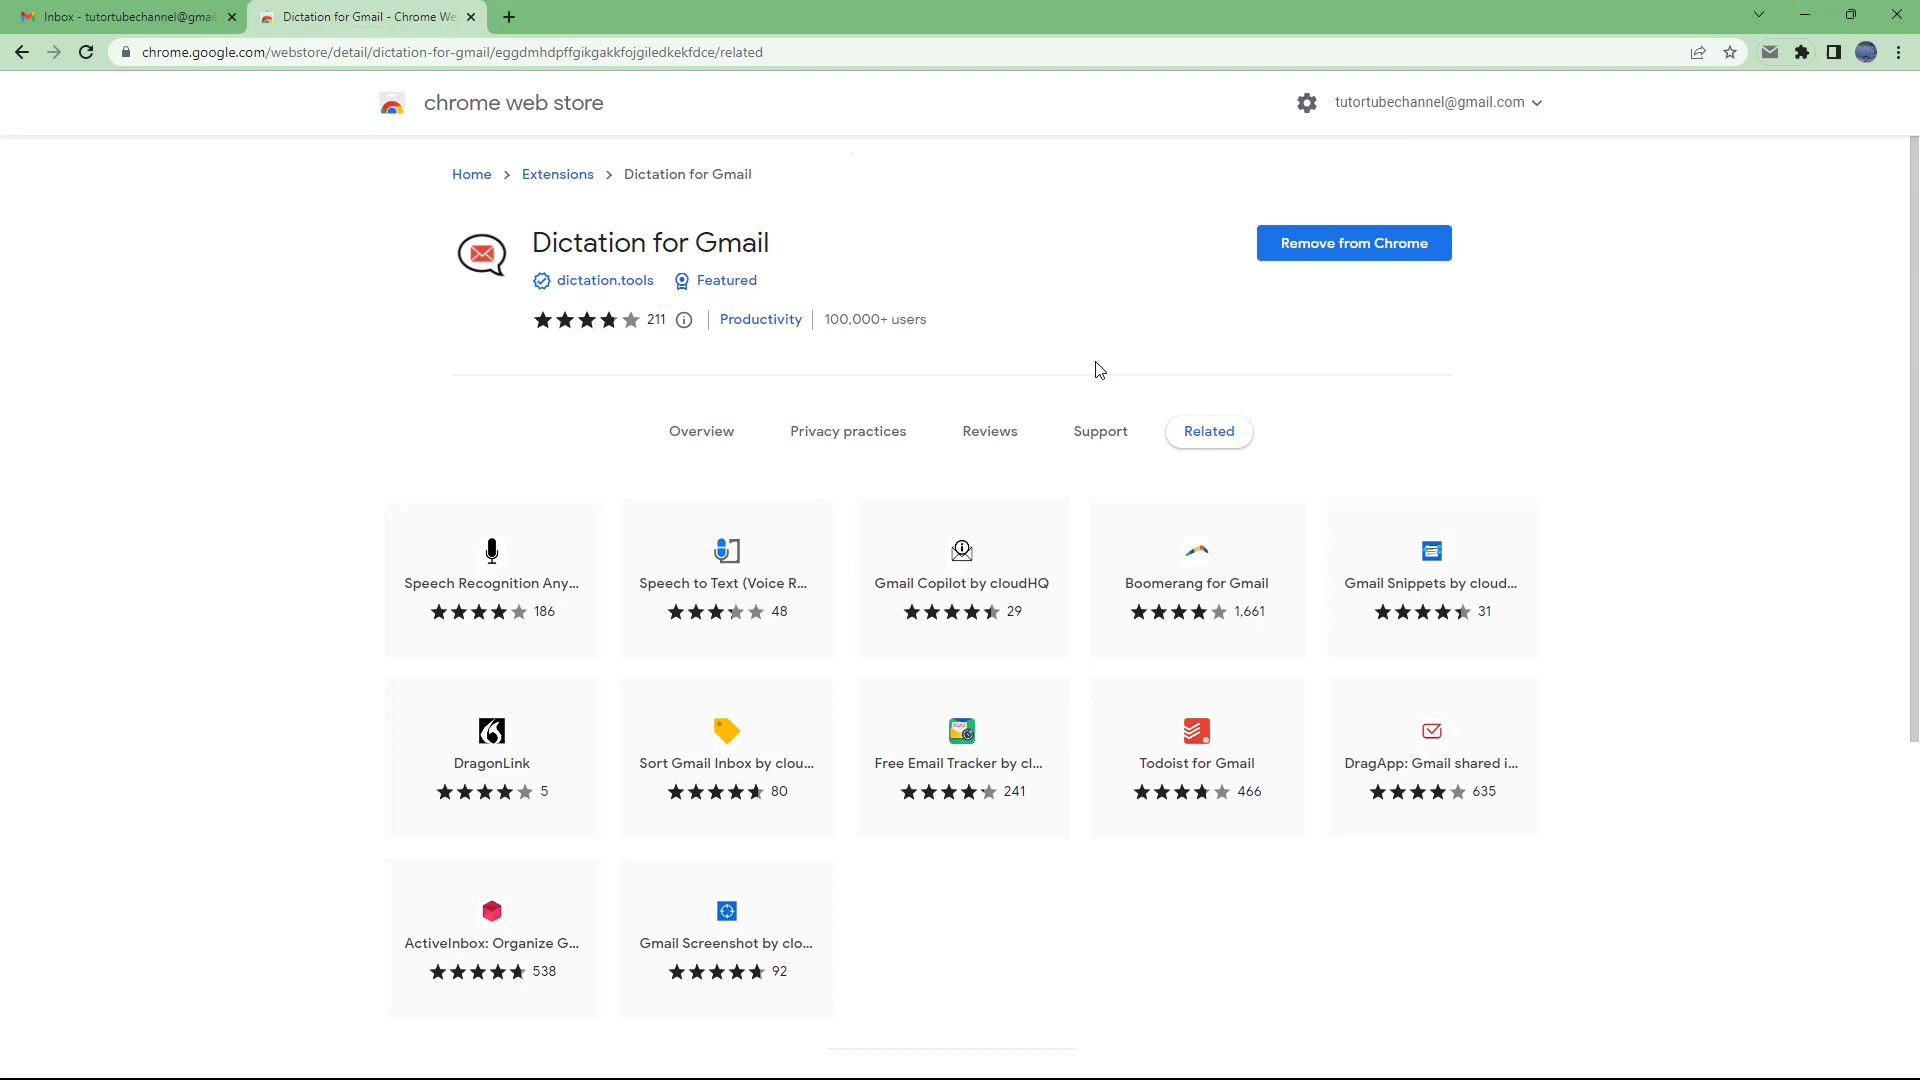 Inbox - tutortubechannel@gmai
Dictation for Gmail - Chrome We
chrome.google.com/webstore/detail/dictation-for-gmail/eggdmhdpffgikgakkfojgiledkekfdce/related
chrome web store
tutortubechannel@gmail.com
Home > Extensions > Dictation for Gmail
Dictation for Gmail
Remove from Chrome
dictation.tools Featured
211 Productivity 100,000+ users
Overview Privacy practices Reviews Support Related
Speech Recognition Any... Speech to Text (Voice R... Gmail Copilot by cloudHQ Boomerang for Gmail Gmail Snippets by cloud...
186 48 29 1,661 31
DragonLink Sort Gmail Inbox by clou... Free Email Tracker by cl... Todoist for Gmail DragApp: Gmail shared i...
5 80 241 466 635
ActiveInbox: Organize G... Gmail Screenshot by clo...
538 92